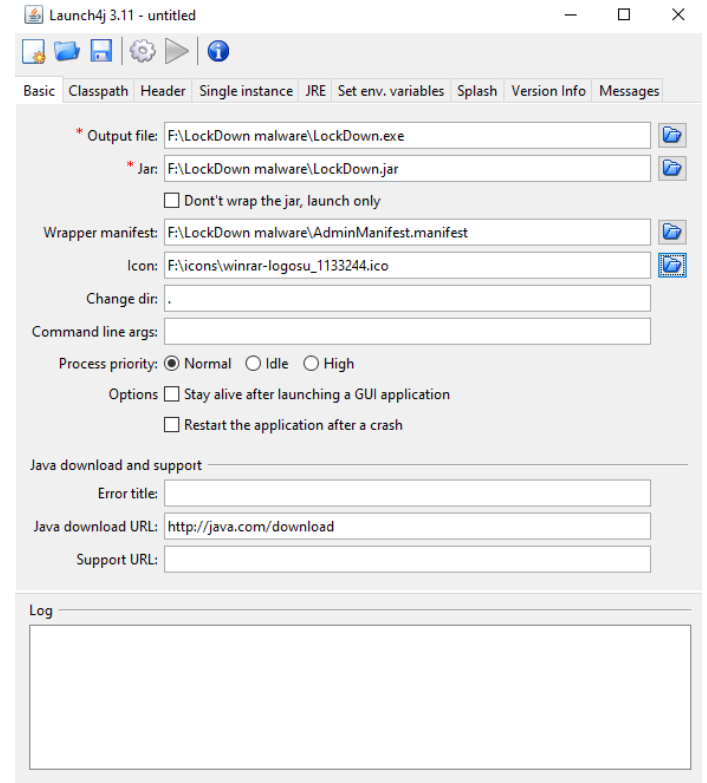 Launch4j 3.11 - untitled
Basic Classpath Header Single instance JRE Set env. variables Splash Version Info Messages
* Output file: F:\LockDown malware\LockDown.exe
* Jar: F:\LockDown malware\LockDown.jar
Dont't wrap the jar, launch only
Wrapper manifest: F:\LockDown malware\AdminManifest.manifest
Icon: F:\icons\winrar-logosu_1133244.ico
Change dir: .
Command line args:
Process priority: Normal Idle High
Options Stay alive after launching a GUI application
Restart the application after a crash
Java download and support
Error title:
Java download URL: http://java.com/download
Support URL:
Log